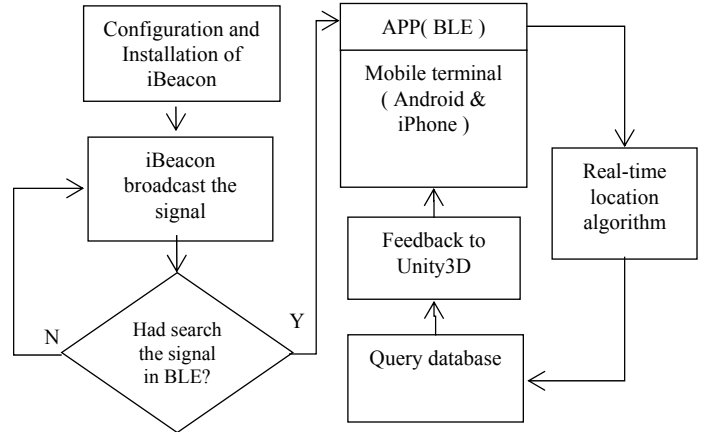 Configuration and
Installation of
iBeacon
iBeacon
broadcast the
signal
Had search
the signal
in BLE?
N
Y
APP( BLE )
Mobile terminal
( Android &
iPhone )
Real-time
location
algorithm
Query database
Feedback to
Unity3D